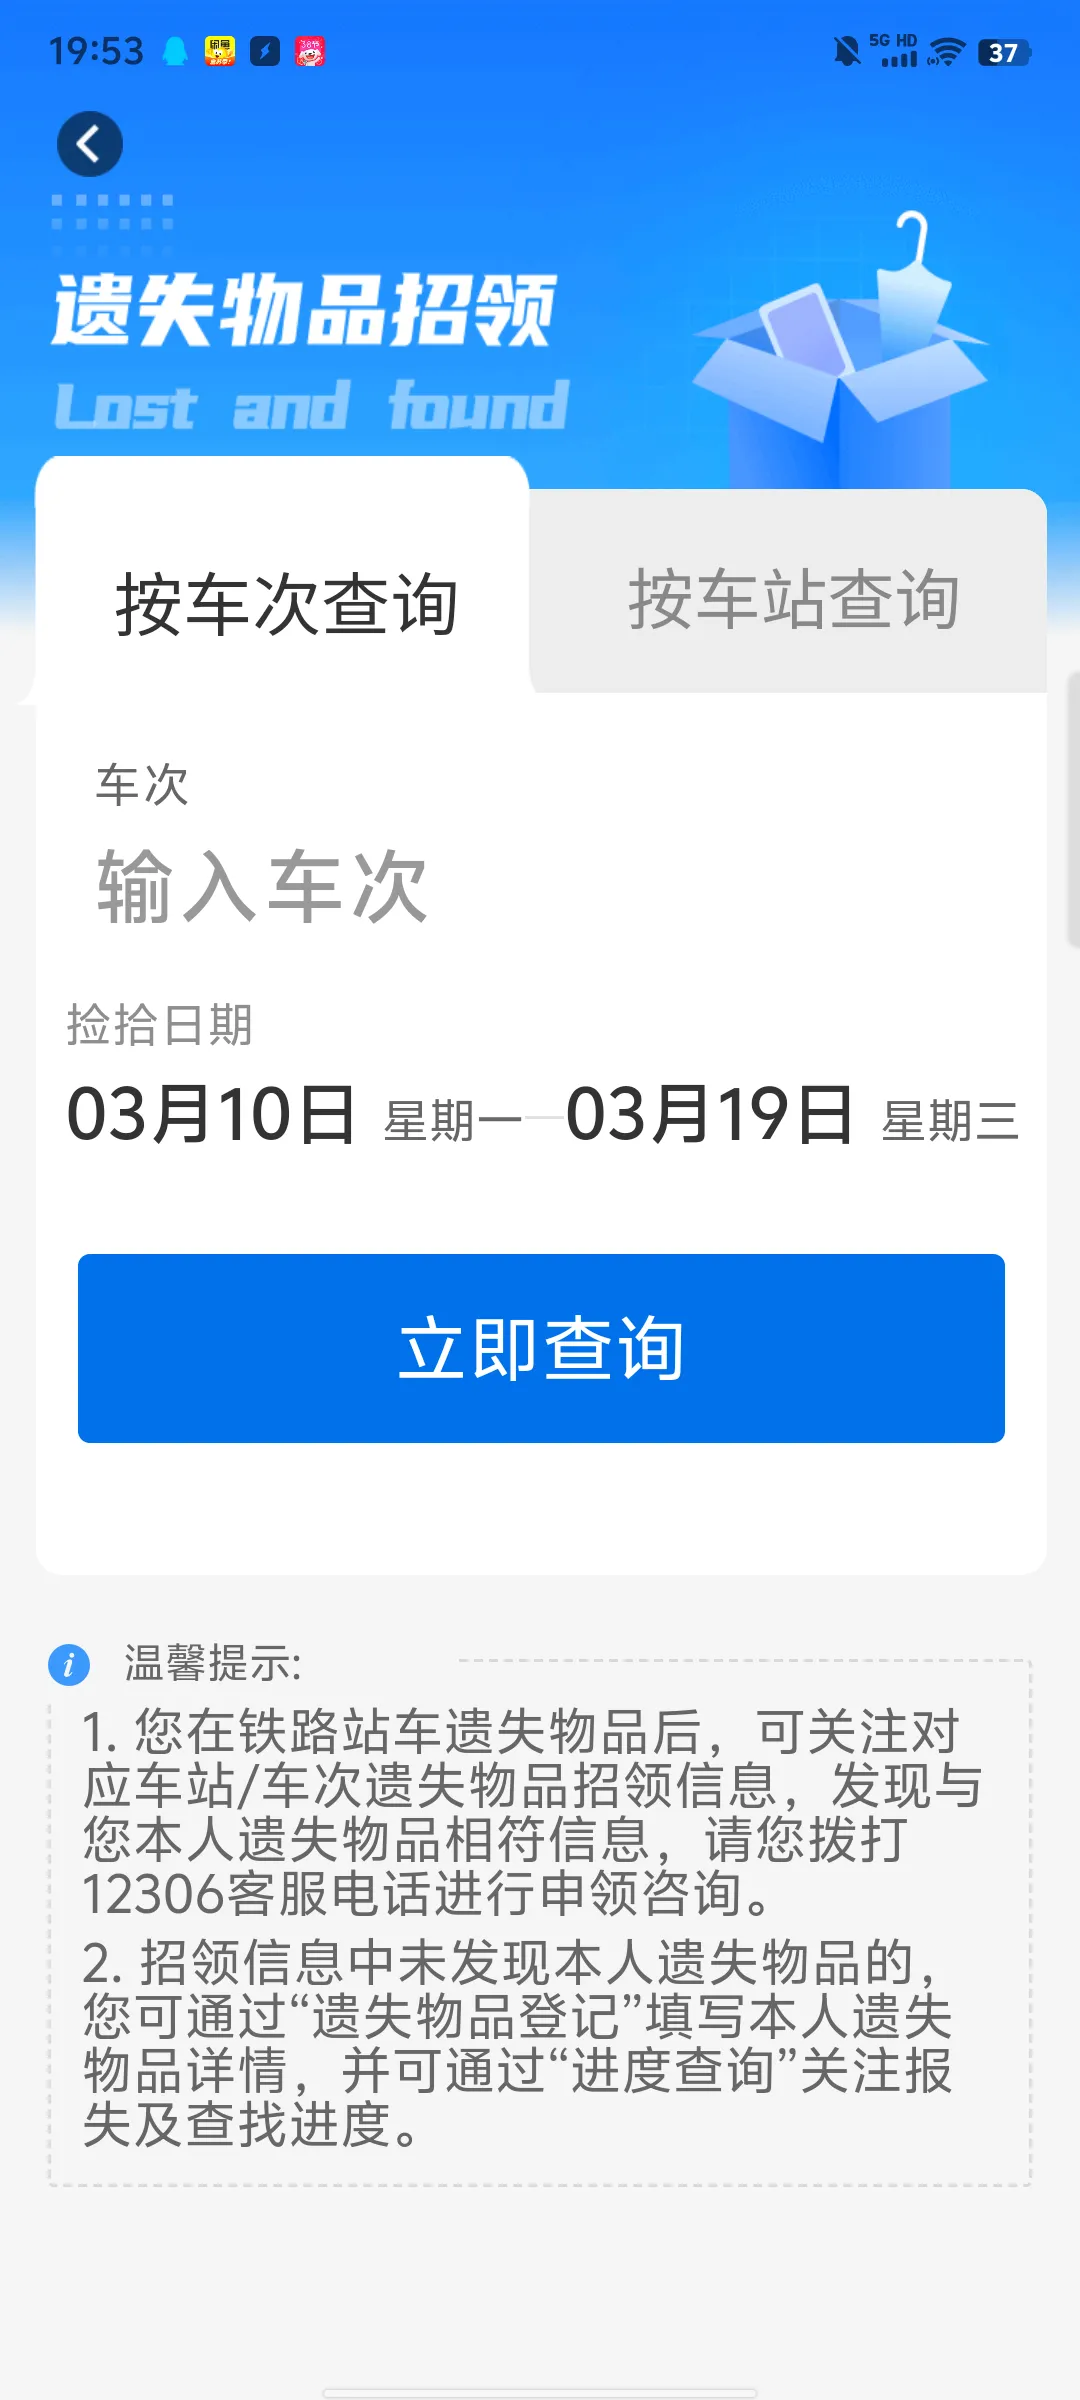 19:53
5G HD
37
遗失物品招领
Lost and found
按车次查询
按车站查询
车次
输入车次
捡拾日期
03月10日 星期一—03月19日 星期三
立即查询
温馨提示:
1. 您在铁路站车遗失物品后，可关注对
应车站/车次遗失物品招领信息，发现与
您本人遗失物品相符信息，请您拨打
12306客服电话进行申领咨询。
2. 招领信息中未发现本人遗失物品的，
您可通过“遗失物品登记”填写本人遗失
物品详情，并可通过“进度查询”关注报
失及查找进度。